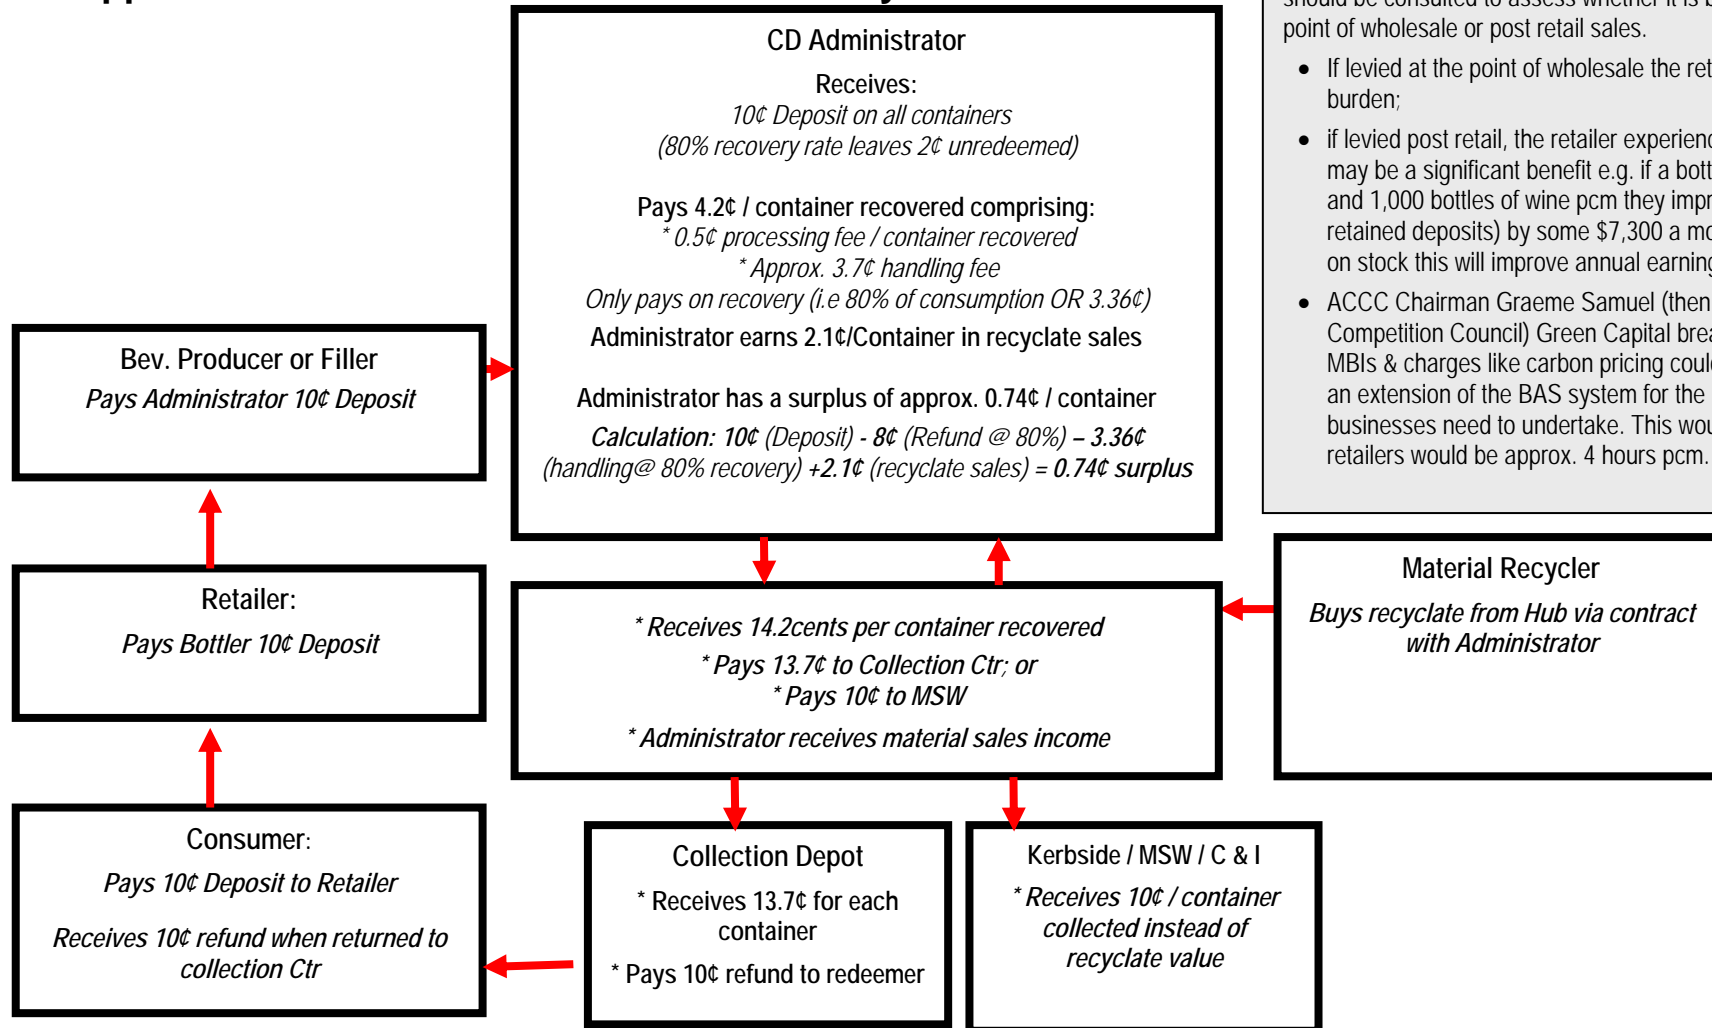 CD Administrator
Receives:
10¢ Deposit on all containers
(80% recovery rate leaves 2¢ unredeemed)
Pays 4.2¢ / container recovered comprising:
* 0.5¢ processing fee / container recovered
* Approx. 3.7¢ handling fee
Only pays on recovery (i.e 80% of consumption OR 3.36¢)
Administrator earns 2.1¢/Container in recyclate sales
Administrator has a surplus of approx. 0.74¢ / container
Calculation: 10¢ (Deposit) - 8¢ (Refund @ 80%) – 3.36¢
(handling@ 80% recovery) +2.1¢ (recyclate sales) = 0.74¢ surplus
should be consulted to assess whether it is
point of wholesale or post retail sales.
• If levied at the point of wholesale the
burden;
• if levied post retail, the retailer
may be a significant benefit e.g. if a
and 1,000 bottles of wine pcm they
retained deposits) by some $7,300 a
on stock this will improve annual
• ACCC Chairman Graeme Samuel (then
Competition Council) Green Capital
MBIs & charges like carbon pricing
an extension of the BAS system for the
businesses need to undertake. This
retailers would be approx. 4 hours pcm.
Bev. Producer or Filler
Pays Administrator 10¢ Deposit
Retailer:
Pays Bottler 10¢ Deposit
* Receives 14.2cents per container recovered
* Pays 13.7¢ to Collection Ctr; or
* Pays 10¢ to MSW
* Administrator receives material sales income
Material Recycler
Buys recyclate from Hub via contract
with Administrator
Consumer:
Pays 10¢ Deposit to Retailer
Receives 10¢ refund when returned to
collection Ctr
Collection Depot
* Receives 13.7¢ for each
container
* Pays 10¢ refund to redeemer
Kerbside / MSW / C & I
* Receives 10¢ / container
collected instead of
recyclate value